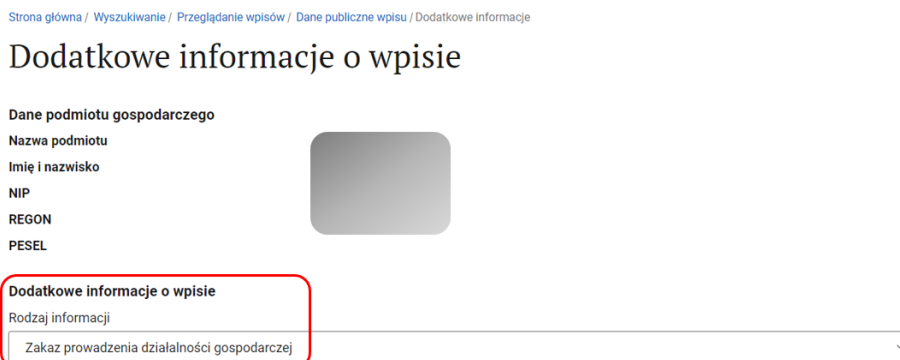 Strona główna / Wyszukiwanie / Przeglądanie wpisów / Dane publiczne wpisu / Dodatkowe informacje
Dodatkowe informacje o wpisie
Dane podmiotu gospodarczego
Nazwa podmiotu
Imię i nazwisko
NIP
REGON
PESEL
Dodatkowe informacje o wpisie
Rodzaj informacji
Zakaz prowadzenia działalności gospodarczej